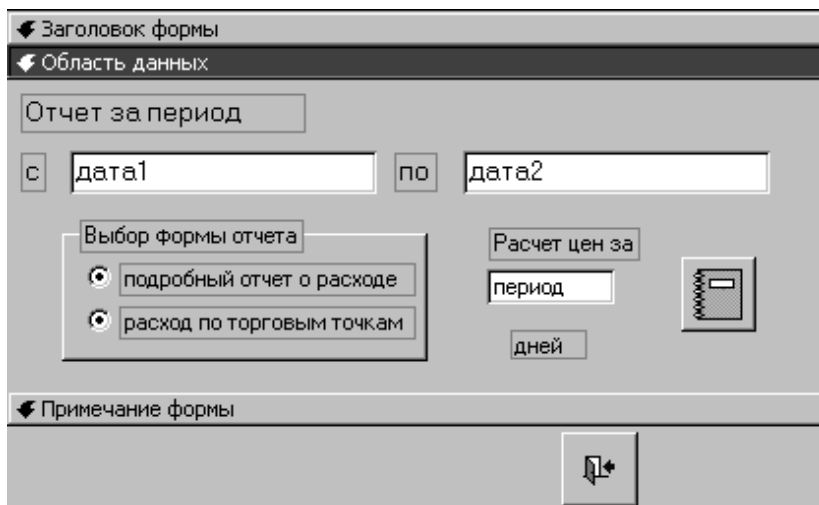 Заголовок формы
Область данных
Отчет за период
с дата1 по дата2
Выбор формы отчета
подробный отчет о расходе
расход по торговым точкам
Расчет цен за
период
дней
Примечание формы